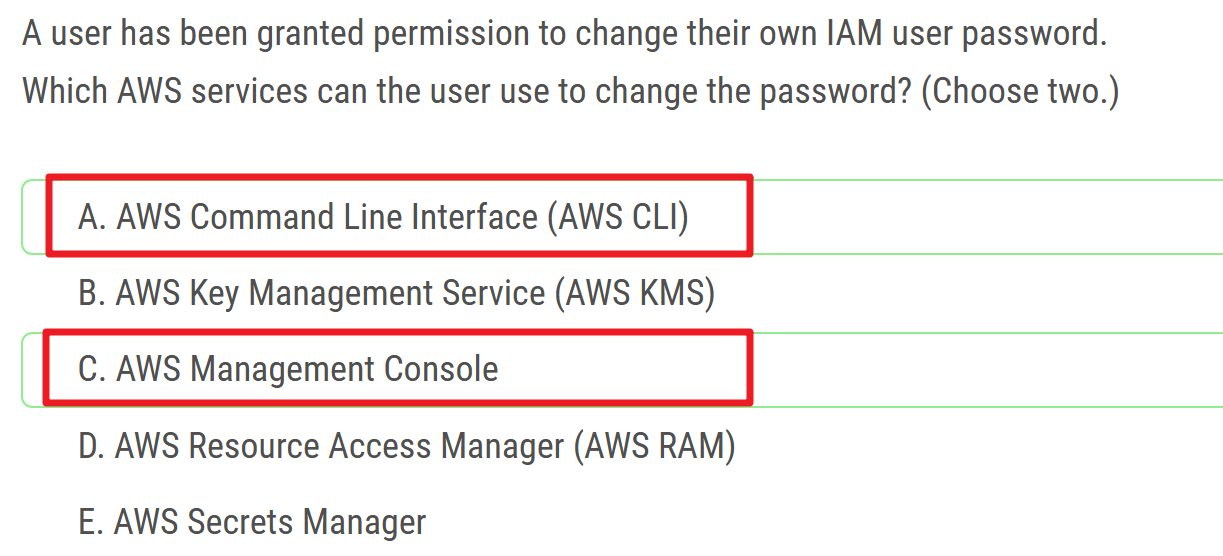 A user has been granted permission to change their own IAM user password.
Which AWS services can the user use to change the password? (Choose two.)
A. AWS Command Line Interface (AWS CLI)
B. AWS Key Management Service (AWS KMS)
C. AWS Management Console
D. AWS Resource Access Manager (AWS RAM)
E. AWS Secrets Manager